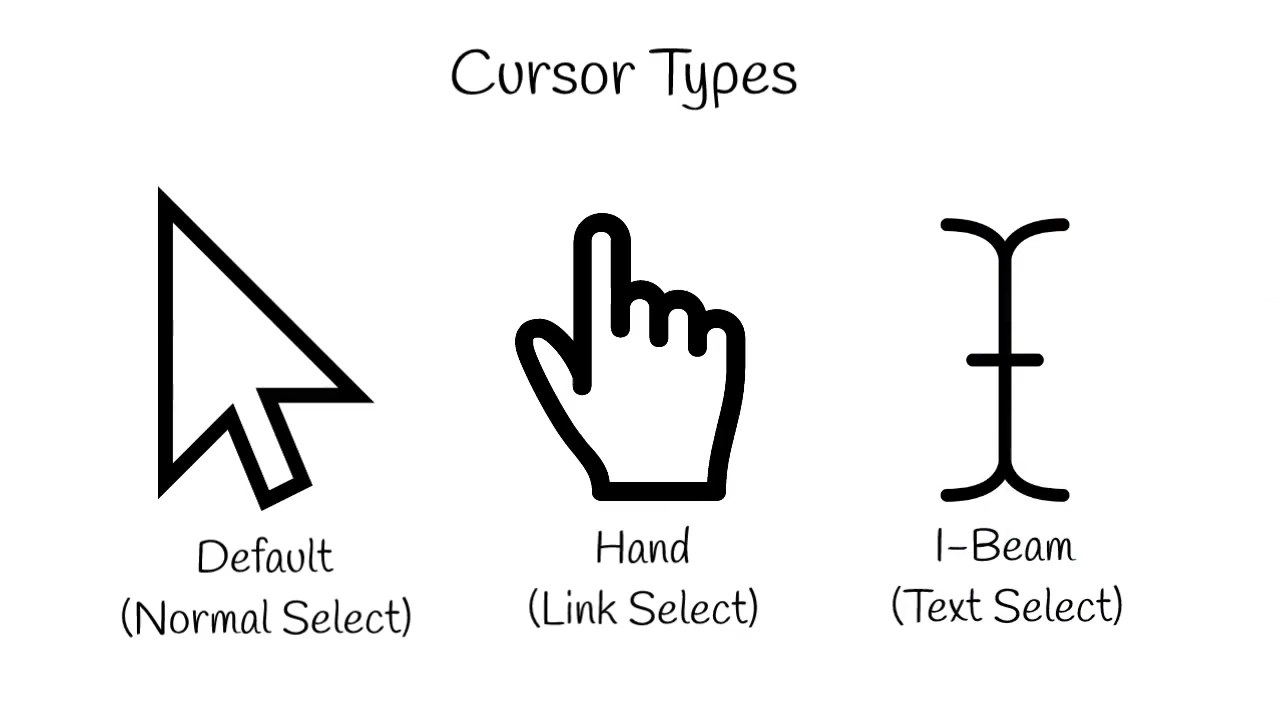 Cursor Types
Default
(Normal Select)
Hand
(Link Select)
I-Beam
(Text Select)